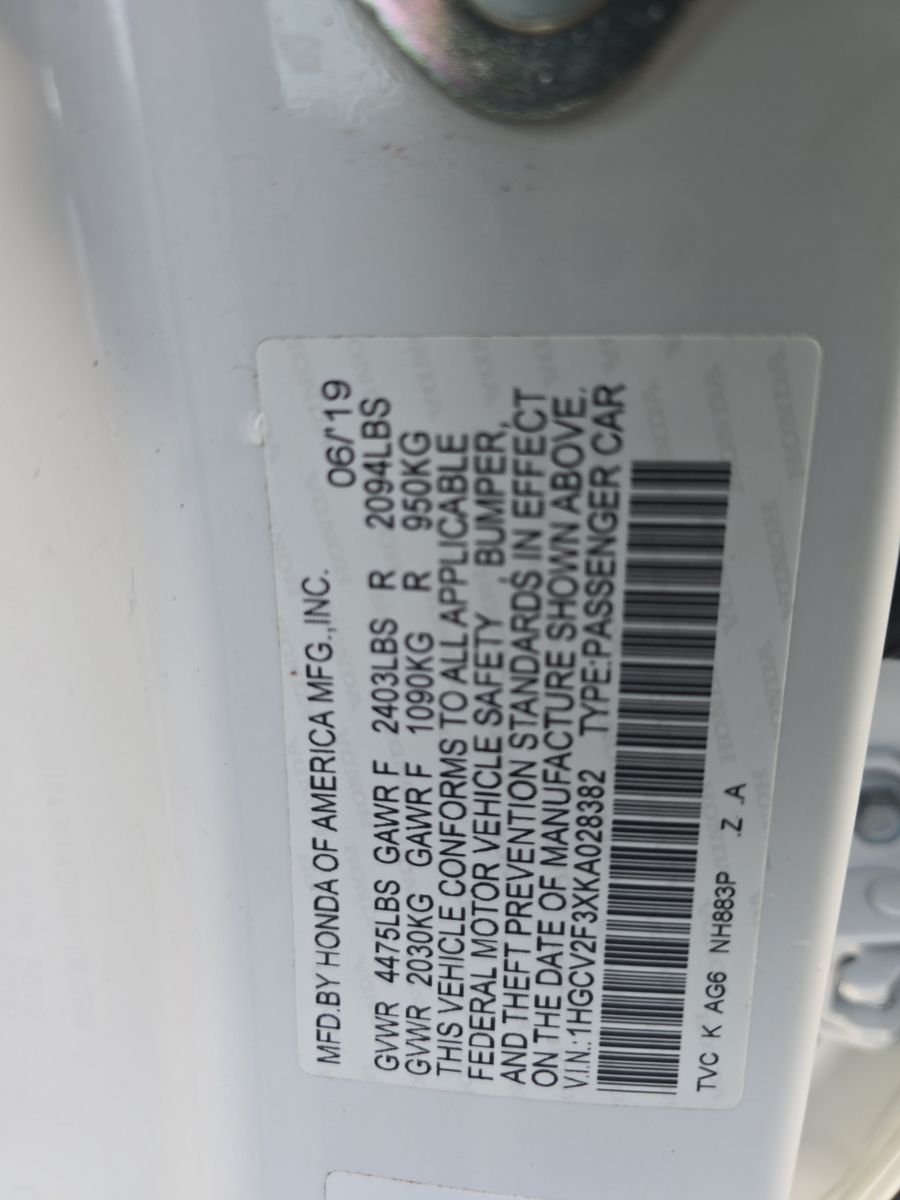 MFD.BY HONDA OF AMERICA MFG.,INC. 06/'19
GVWR 4475LBS GAWR F 2403LBS R 2094LBS
GVWR 2030KG GAWR F 1090KG R 950KG
THIS VEHICLE CONFORMS TO ALL APPLICABLE
FEDERAL MOTOR VEHICLE SAFETY, BUMPER,
AND THEFT PREVENTION STANDARDS IN EFFECT
ON THE DATE OF MANUFACTURE SHOWN ABOVE.
V.I.N.:1HGCV2F3XKA028382 TYPE:PASSENGER CAR
TVC K AG6 NH883P .Z .A